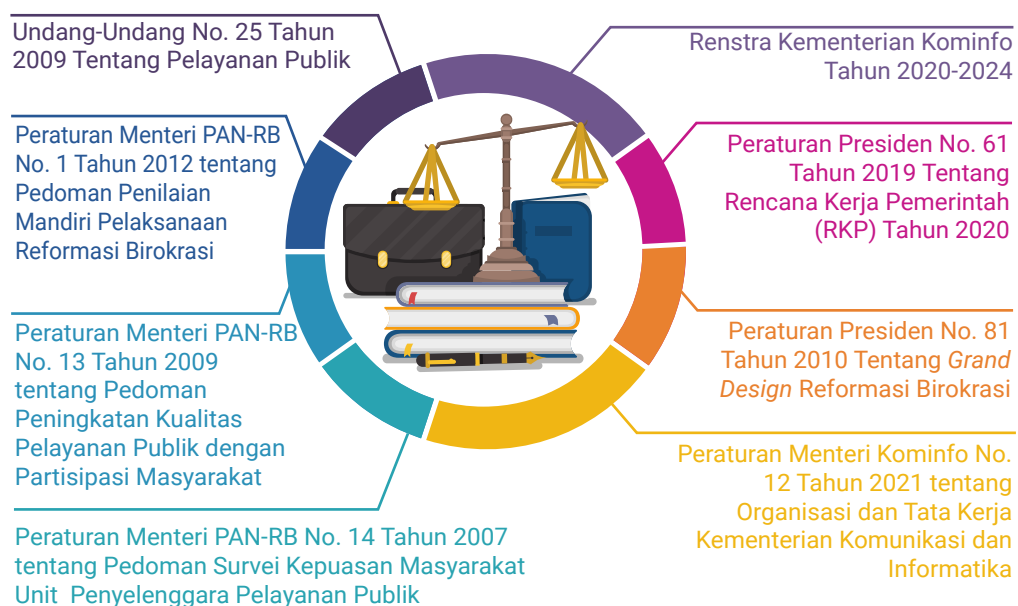 Undang-Undang No. 25 Tahun
2009 Tentang Pelayanan Publik
Peraturan Menteri PAN-RB
No. 1 Tahun 2012 tentang
Pedoman Penilaian
Mandiri Pelaksanaan
Reformasi Birokrasi
Peraturan Menteri PAN-RB
No. 13 Tahun 2009
tentang Pedoman
Peningkatan Kualitas
Pelayanan Publik dengan
Partisipasi Masyarakat
Peraturan Menteri PAN-RB No. 14 Tahun 2007
tentang Pedoman Survei Kepuasan Masyarakat
Unit Penyelenggara Pelayanan Publik
Renstra Kementerian Kominfo
Tahun 2020-2024
Peraturan Presiden No. 61
Tahun 2019 Tentang
Rencana Kerja Pemerintah
(RKP) Tahun 2020
Peraturan Presiden No. 81
Tahun 2010 Tentang Grand
Design Reformasi Birokrasi
Peraturan Menteri Kominfo No.
12 Tahun 2021 tentang
Organisasi dan Tata Kerja
Kementerian Komunikasi dan
Informatika